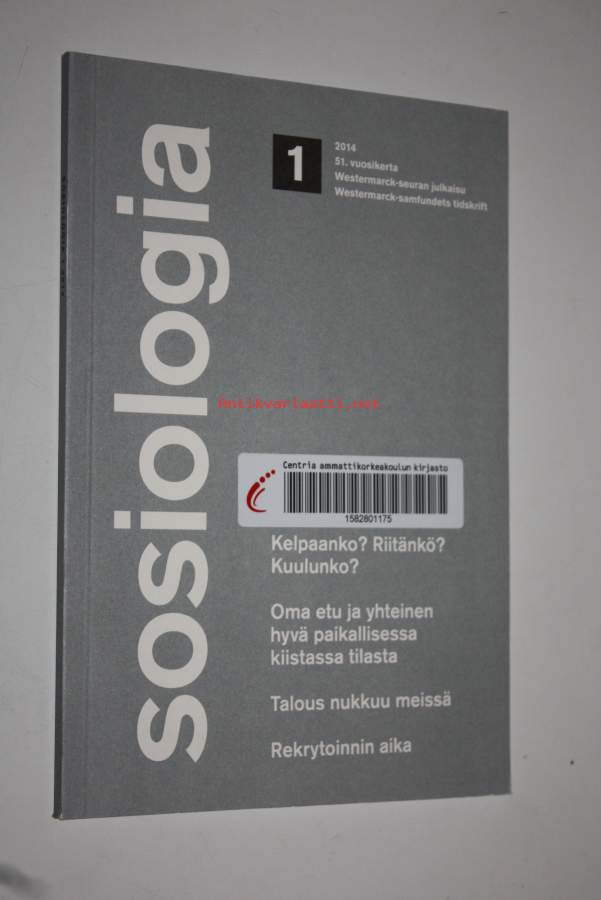 sosiologia
1
2014
51. vuosikerta
Westermarck-seuran julkaisu
Westermarck-samfundets tidskrift
Antikvariaatti.net
Centria ammattikorkeakoulun kirjasto
1582801175
Kelpaanko? Riitänkö?
Kuulunko?
Oma etu ja yhteinen
hyvä paikallisessa
kiistassa tilasta
Talous nukkuu meissä
Rekrytoinnin aika